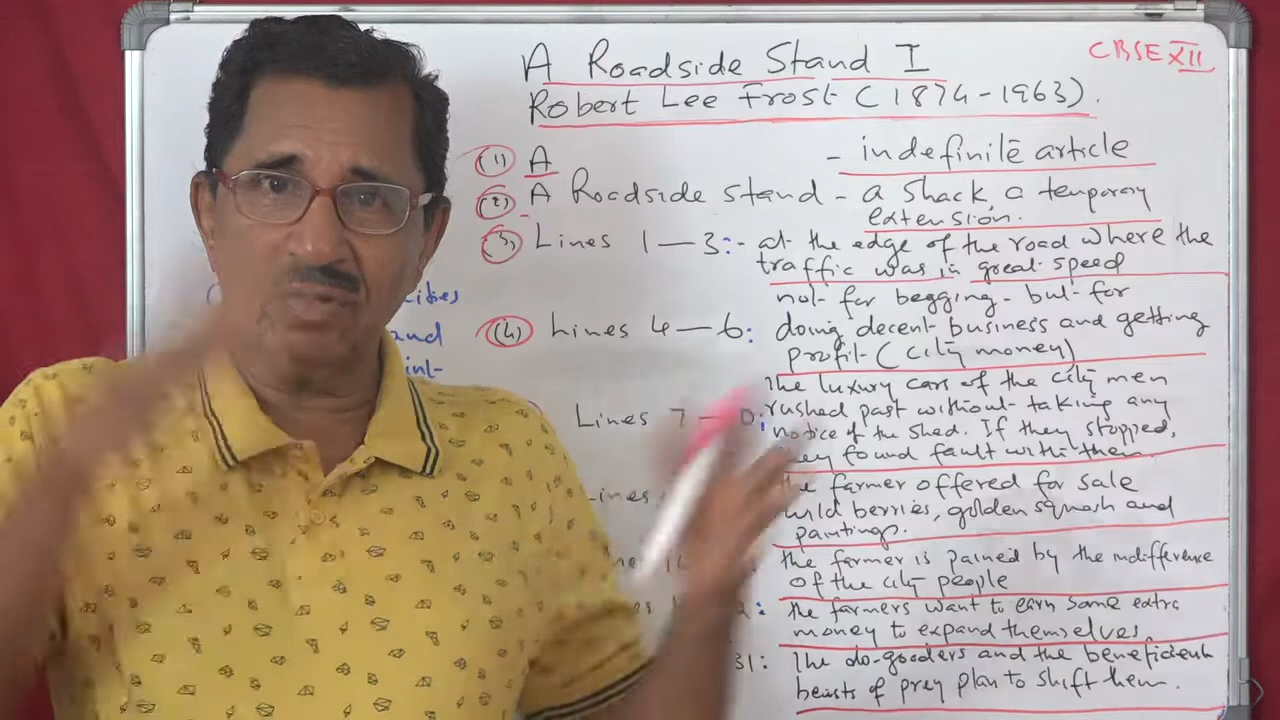 A Roadside Stand I
CBSE XII
Robert Lee Frost (1874-1963).
(1) A - indefinite article
(2) A Roadside Stand - a shack, a temporary
extension.
(3) Lines 1-3:- at the edge of the road where the
traffic was in great speed
not for begging but for
(4) Lines 4-6: doing decent business and getting
profit (city money)
The luxury cars of the city men
Lines 7 rushed past without taking any
notice of the shed. If they stopped,
they found fault with them.
Lines the farmer offered for sale
wild berries, golden squash and
paintings.
the farmer is pained by the indifference
of the city people
the farmers want to earn some extra
money to expand themselves
31: The do-gooders and the beneficient
beasts of prey plan to shift them.
cities
and
int-